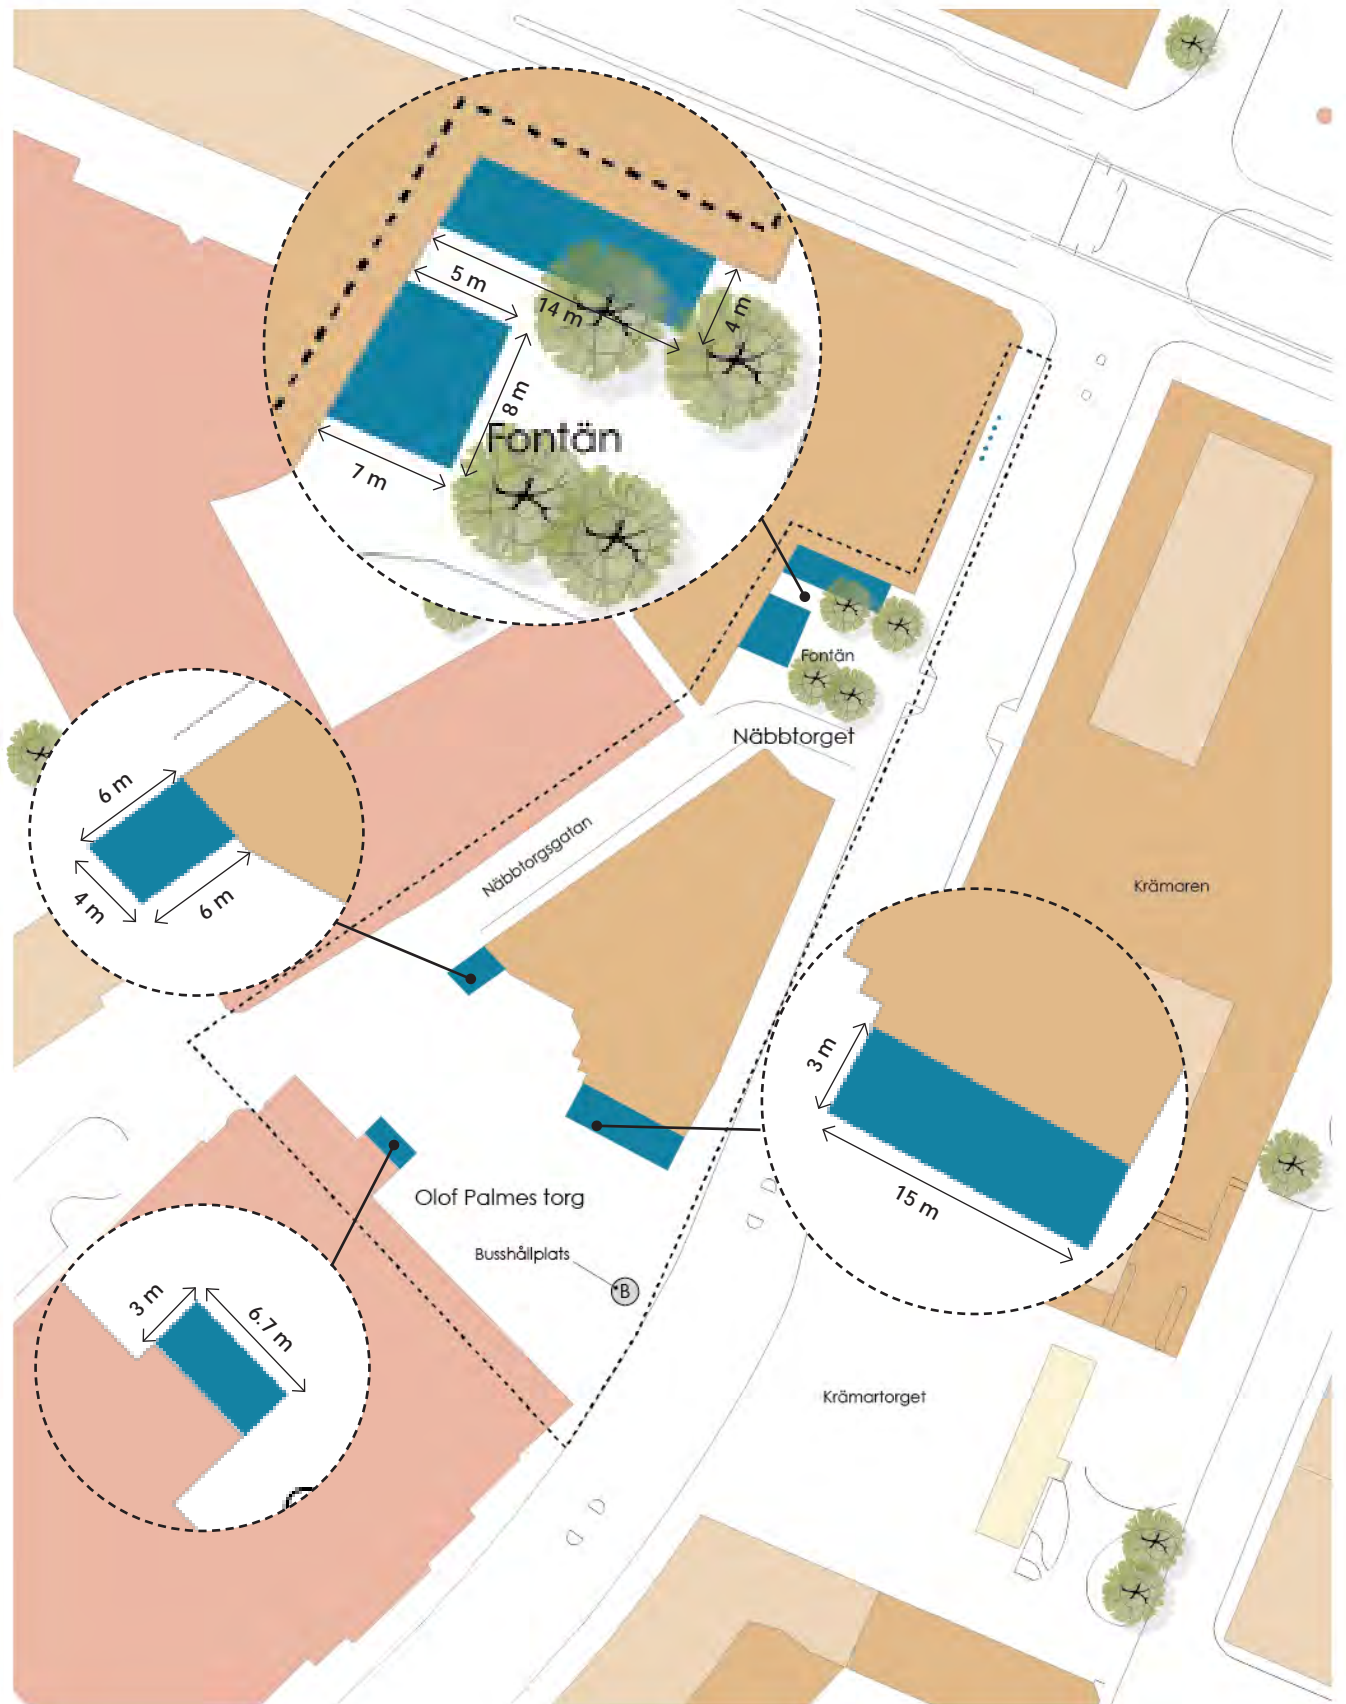 5 m
14 m
4 m
8 m
Fontän
7 m
Fontän
Näbbtorget
6 m
Näbbtorgsgatan
4 m
6 m
Krämaren
3 m
15 m
Olof Palmes torg
Busshållplats
B
3 m
6.7 m
Krämartorget